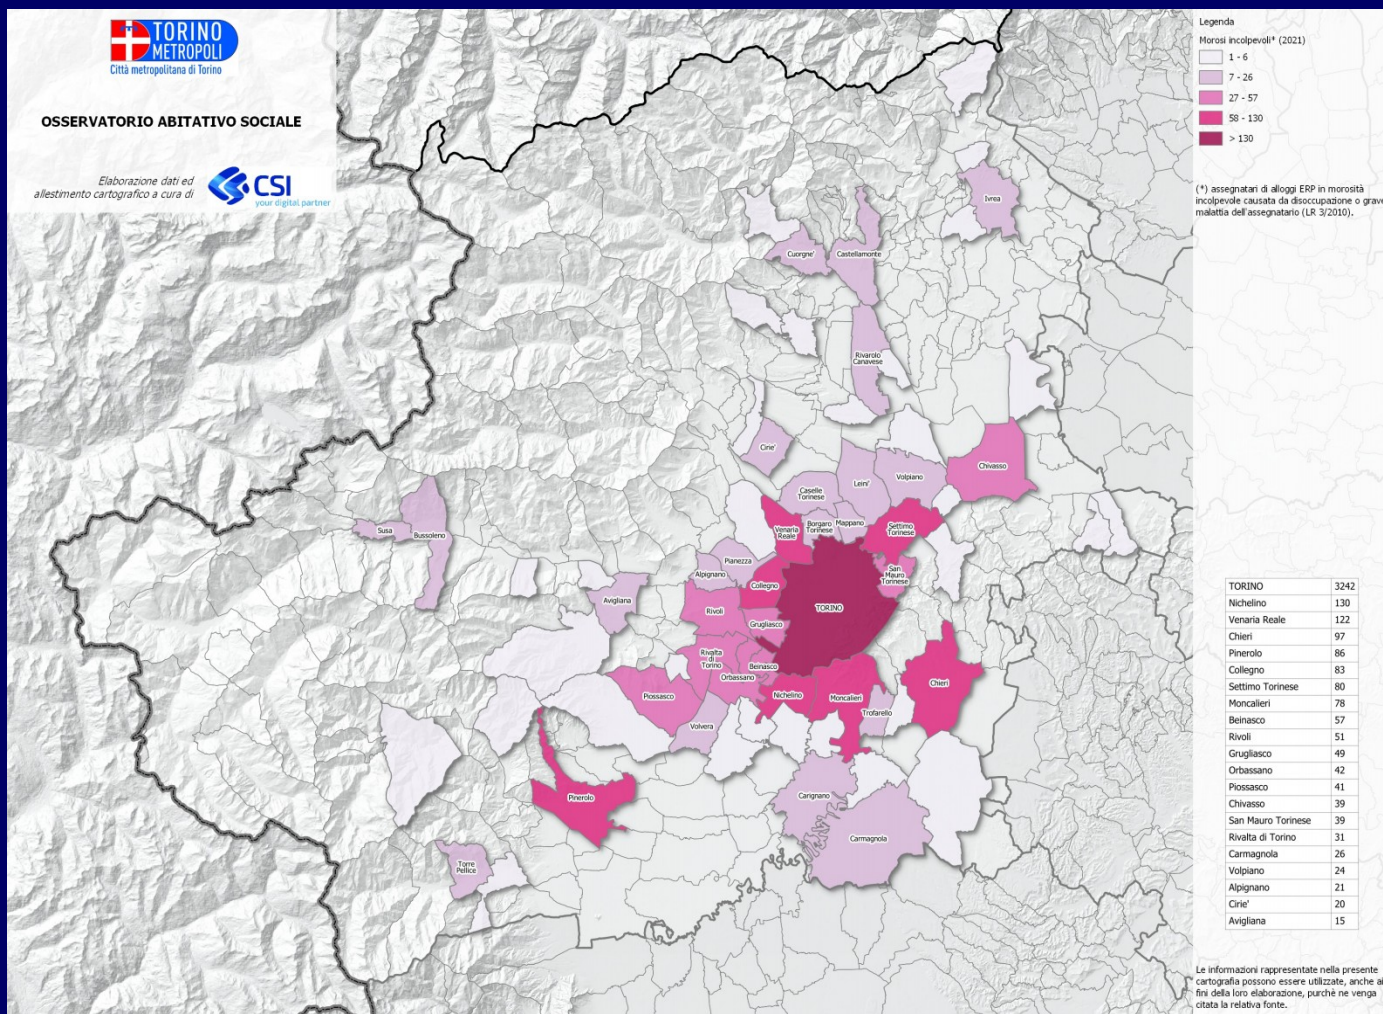 TORINO
METROPOLI
Città metropolitana di Torino
OSSERVATORIO ABITATIVO SOCIALE
Elaborazione dati ed
allestimento cartografico a cura di
CSI
your digital partner
Legenda
Morosi incolpevoli* (2021)
1 - 6
7 - 26
27 - 57
58 - 130
> 130
(*) assegnatari di alloggi ERP in morosità
incolpevole causata da disoccupazione o grave
malattia dell'assegnatario (LR 3/2010).
Ivrea
Cuorgne'
Castellamonte
Rivarolo
Canavese
Cirie'
Chivasso
Caselle
Torinese
Leini'
Volpiano
Susa
Bussoleno
Venaria
Reale
Borgaro
Torinese
Mappano
Settimo
Torinese
Pianezza
Alpignano
Collegno
San
Mauro
Torinese
Avigliana
Rivoli
Grugliasco
TORINO
Rivalta
di
Torino
Beinasco
Orbassano
Piossasco
Nichelino
Moncalieri
Chieri
Volvera
Trofarello
Pinerolo
Carignano
Carmagnola
Torre
Pellice
TORINO 3242
Nichelino 130
Venaria Reale 122
Chieri 97
Pinerolo 86
Collegno 83
Settimo Torinese 80
Moncalieri 78
Beinasco 57
Rivoli 51
Grugliasco 49
Orbassano 42
Piossasco 41
Chivasso 39
San Mauro Torinese 39
Rivalta di Torino 31
Carmagnola 26
Volpiano 24
Alpignano 21
Cirie' 20
Avigliana 15
Le informazioni rappresentate nella presente
cartografia possono essere utilizzate, anche ai
fini della loro elaborazione, purchè ne venga
citata la relativa fonte.